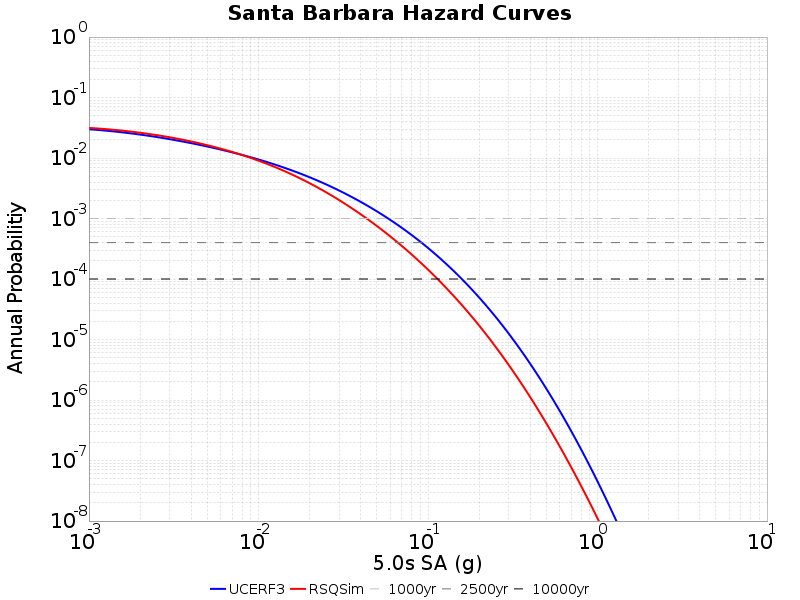 Santa Barbara Hazard Curves
Annual Probabilitiy
10^0
10^-1
10^-2
10^-3
10^-4
10^-5
10^-6
10^-7
10^-8
10^-3 10^-2 10^-1 10^0 10^1
5.0s SA (g)
UCERF3 RSQSim 1000yr 2500yr 10000yr